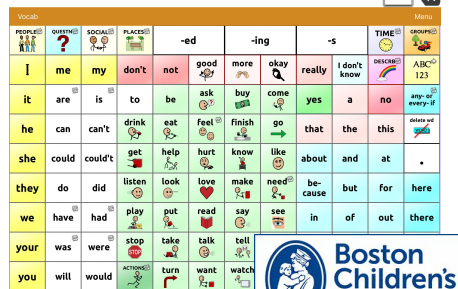 Vocab Menu
PEOPLE QUESTN SOCIAL PLACES -ed -ing -s TIME GROUPS
I me my don't not good more okay really I don't know DESCRB ABC 123
it are is to be ask buy come yes a no any- or every- if
he can can't drink eat feel finish go that the this delete wd
she could could't get help hurt know like about and at .
they do did listen look love make need be-cause but for here
we have had play put read say see in of out there
your was were stop take talk tell
you will would ACTIONS turn want watch
Boston
Children's